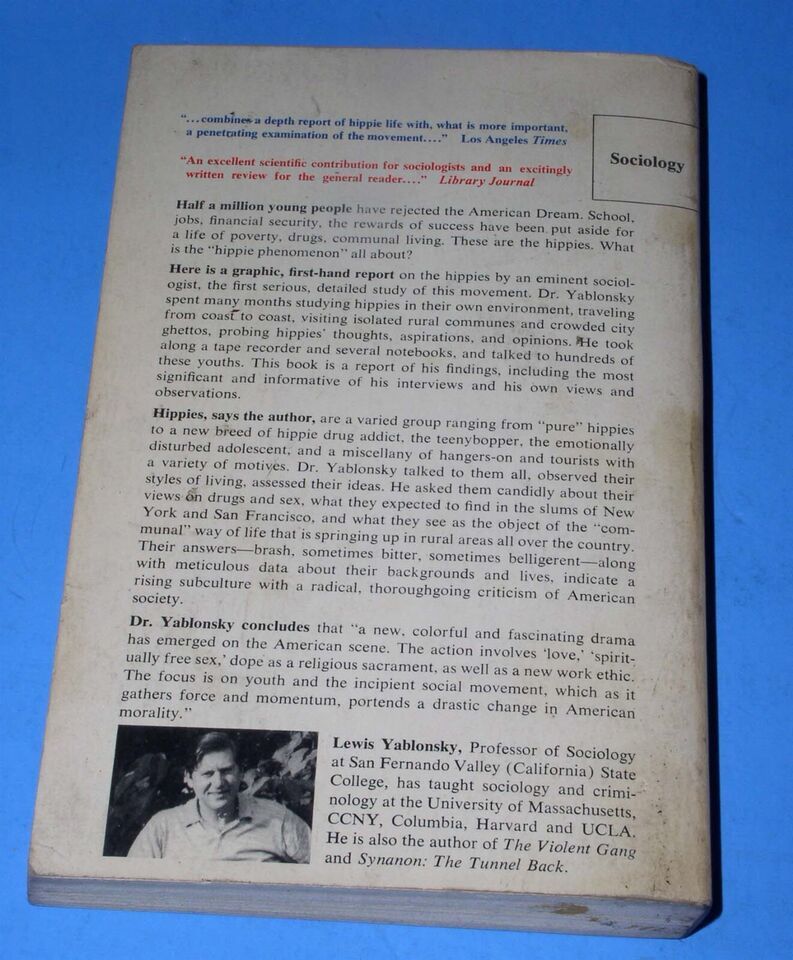 "...combines a depth report of hippie life with, what is more important,
a penetrating examination of the movement...." Los Angeles Times
Sociology
"An excellent scientific contribution for sociologists and an excitingly
written review for the general reader...." Library Journal
Half a million young people have rejected the American Dream. School,
jobs, financial security, the rewards of success have been put aside for
a life of poverty, drugs, communal living. These are the hippies. What
is the "hippie phenomenon" all about?
Here is a graphic, first-hand report on the hippies by an eminent sociol-
ogist, the first serious, detailed study of this movement. Dr. Yablonsky
spent many months studying hippies in their own environment, traveling
from coast to coast, visiting isolated rural communes and crowded city
ghettos, probing hippies' thoughts, aspirations, and opinions. He took
along a tape recorder and several notebooks, and talked to hundreds of
these youths. This book is a report of his findings, including the most
significant and informative of his interviews and his own views and
observations.
Hippies, says the author, are a varied group ranging from "pure" hippies
to a new breed of hippie drug addict, the teenybopper, the emotionally
disturbed adolescent, and a miscellany of hangers-on and tourists with
a variety of motives. Dr. Yablonsky talked to them all, observed their
styles of living, assessed their ideas. He asked them candidly about their
views on drugs and sex, what they expected to find in the slums of New
York and San Francisco, and what they see as the object of the "com-
munal" way of life that is springing up in rural areas all over the country.
Their answers—brash, sometimes bitter, sometimes belligerent—along
with meticulous data about their backgrounds and lives, indicate a
rising subculture with a radical, thoroughgoing criticism of American
society.
Dr. Yablonsky concludes that "a new, colorful and fascinating drama
has emerged on the American scene. The action involves 'love,' 'spirit-
ually free sex,' dope as a religious sacrament, as well as a new work ethic.
The focus is on youth and the incipient social movement, which as it
gathers force and momentum, portends a drastic change in American
morality."
Lewis Yablonsky, Professor of Sociology
at San Fernando Valley (California) State
College, has taught sociology and crimi-
nology at the University of Massachusetts,
CCNY, Columbia, Harvard and UCLA.
He is also the author of The Violent Gang
and Synanon: The Tunnel Back.